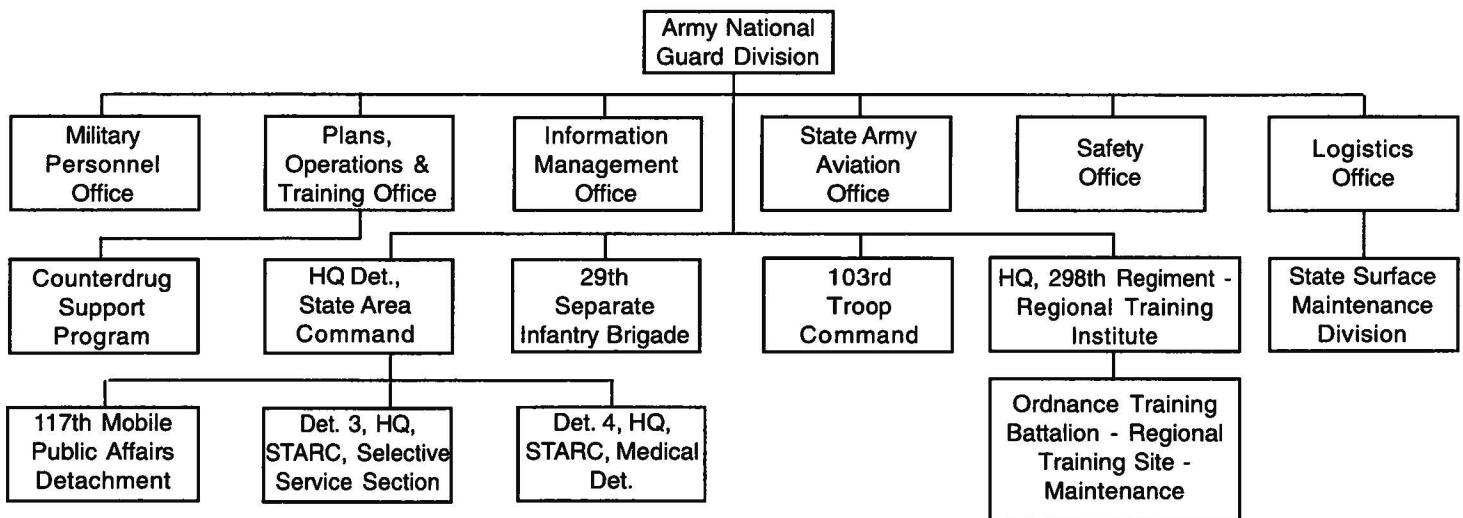 Army National
Guard Division
Military
Personnel
Office
Plans,
Operations &
Training Office
Information
Management
Office
State Army
Aviation
Office
Safety
Office
Logistics
Office
Counterdrug
Support
Program
HQ Det.,
State Area
Command
29th
Separate
Infantry Brigade
103rd
Troop
Command
HQ, 298th Regiment -
Regional Training
Institute
State Surface
Maintenance
Division
117th Mobile
Public Affairs
Detachment
Det. 3, HQ,
STARC, Selective
Service Section
Det. 4, HQ,
STARC, Medical
Det.
Ordnance Training
Battalion - Regional
Training Site -
Maintenance